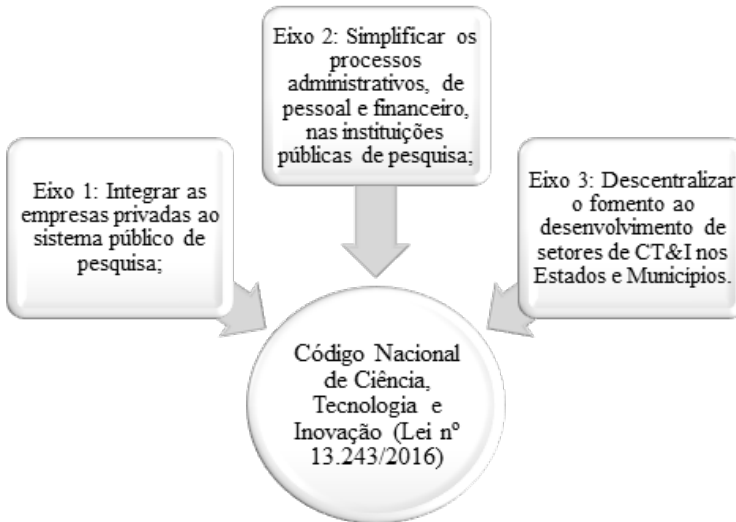 Eixo 1: Integrar as
empresas privadas ao
sistema público de
pesquisa;
Eixo 2: Simplificar os
processos
administrativos, de
pessoal e financeiro,
nas instituições
públicas de pesquisa;
Eixo 3: Descentralizar
o fomento ao
desenvolvimento de
setores de CT&I nos
Estados e Municípios.
Código Nacional
de Ciência,
Tecnologia e
Inovação (Lei nº
13.243/2016)